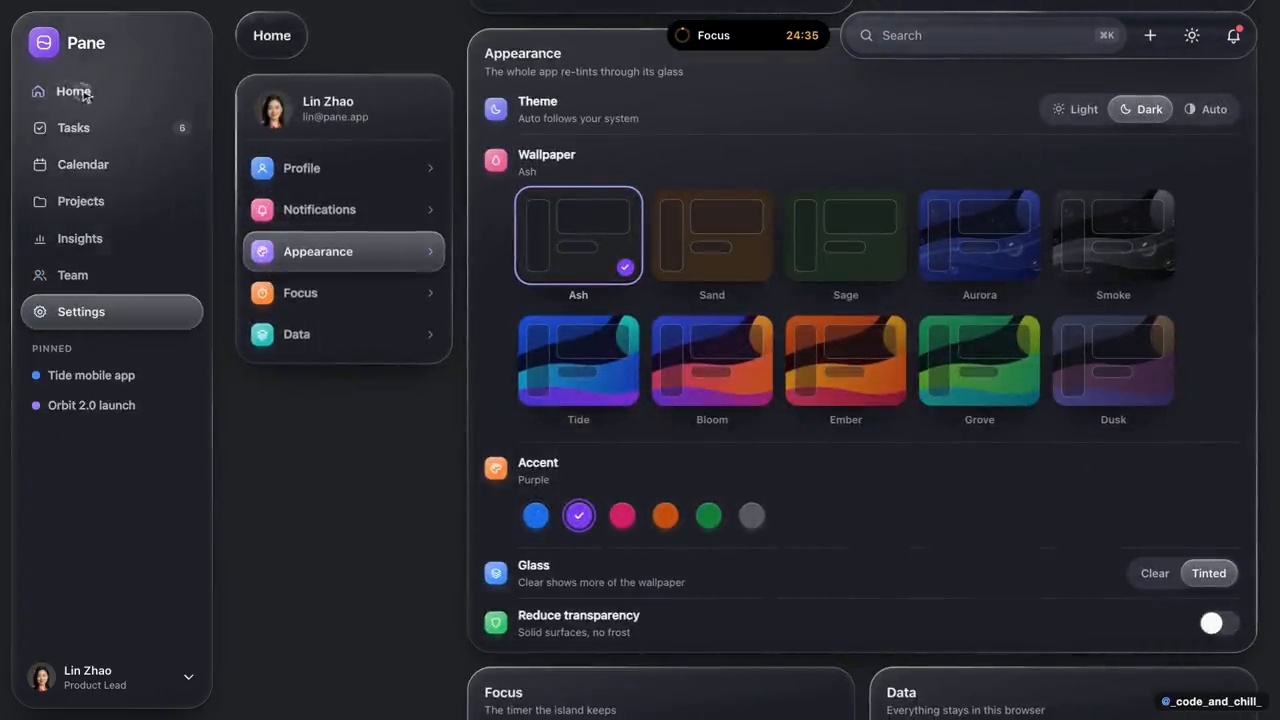 Pane
Home
Tasks 6
Calendar
Projects
Insights
Team
Settings
PINNED
Tide mobile app
Orbit 2.0 launch
Lin Zhao
Product Lead
Home
Lin Zhao
lin@pane.app
Profile
Notifications
Appearance
Focus
Data
Focus 24:35
Search ⌘K
Appearance
The whole app re-tints through its glass
Theme
Auto follows your system
Light Dark Auto
Wallpaper
Ash
Ash Sand Sage Aurora Smoke
Tide Bloom Ember Grove Dusk
Accent
Purple
Glass
Clear shows more of the wallpaper
Clear Tinted
Reduce transparency
Solid surfaces, no frost
Focus
The timer the island keeps
Data
Everything stays in this browser
@_code_and_chill_